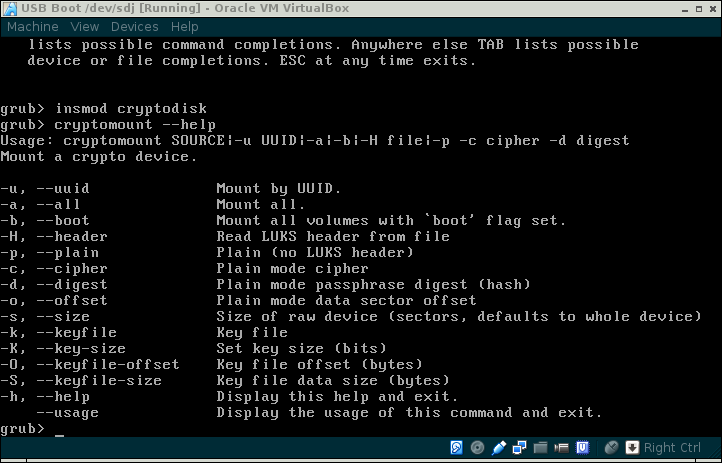 USB Boot /dev/sdj [Running] - Oracle VM VirtualBox
Machine View Devices Help
lists possible command completions. Anywhere else TAB lists possible
device or file completions. ESC at any time exits.
grub> insmod cryptodisk
grub> cryptomount --help
Usage: cryptomount SOURCE|-u UUID|-a|-b|-H file|-p -c cipher -d digest
Mount a crypto device.
-u, --uuid Mount by UUID.
-a, --all Mount all.
-b, --boot Mount all volumes with `boot' flag set.
-H, --header Read LUKS header from file
-p, --plain Plain (no LUKS header)
-c, --cipher Plain mode cipher
-d, --digest Plain mode passphrase digest (hash)
-o, --offset Plain mode data sector offset
-s, --size Size of raw device (sectors, defaults to whole device)
-k, --keyfile Key file
-K, --key-size Set key size (bits)
-O, --keyfile-offset Key file offset (bytes)
-S, --keyfile-size Key file data size (bytes)
-h, --help Display this help and exit.
--usage Display the usage of this command and exit.
grub> _
Right Ctrl